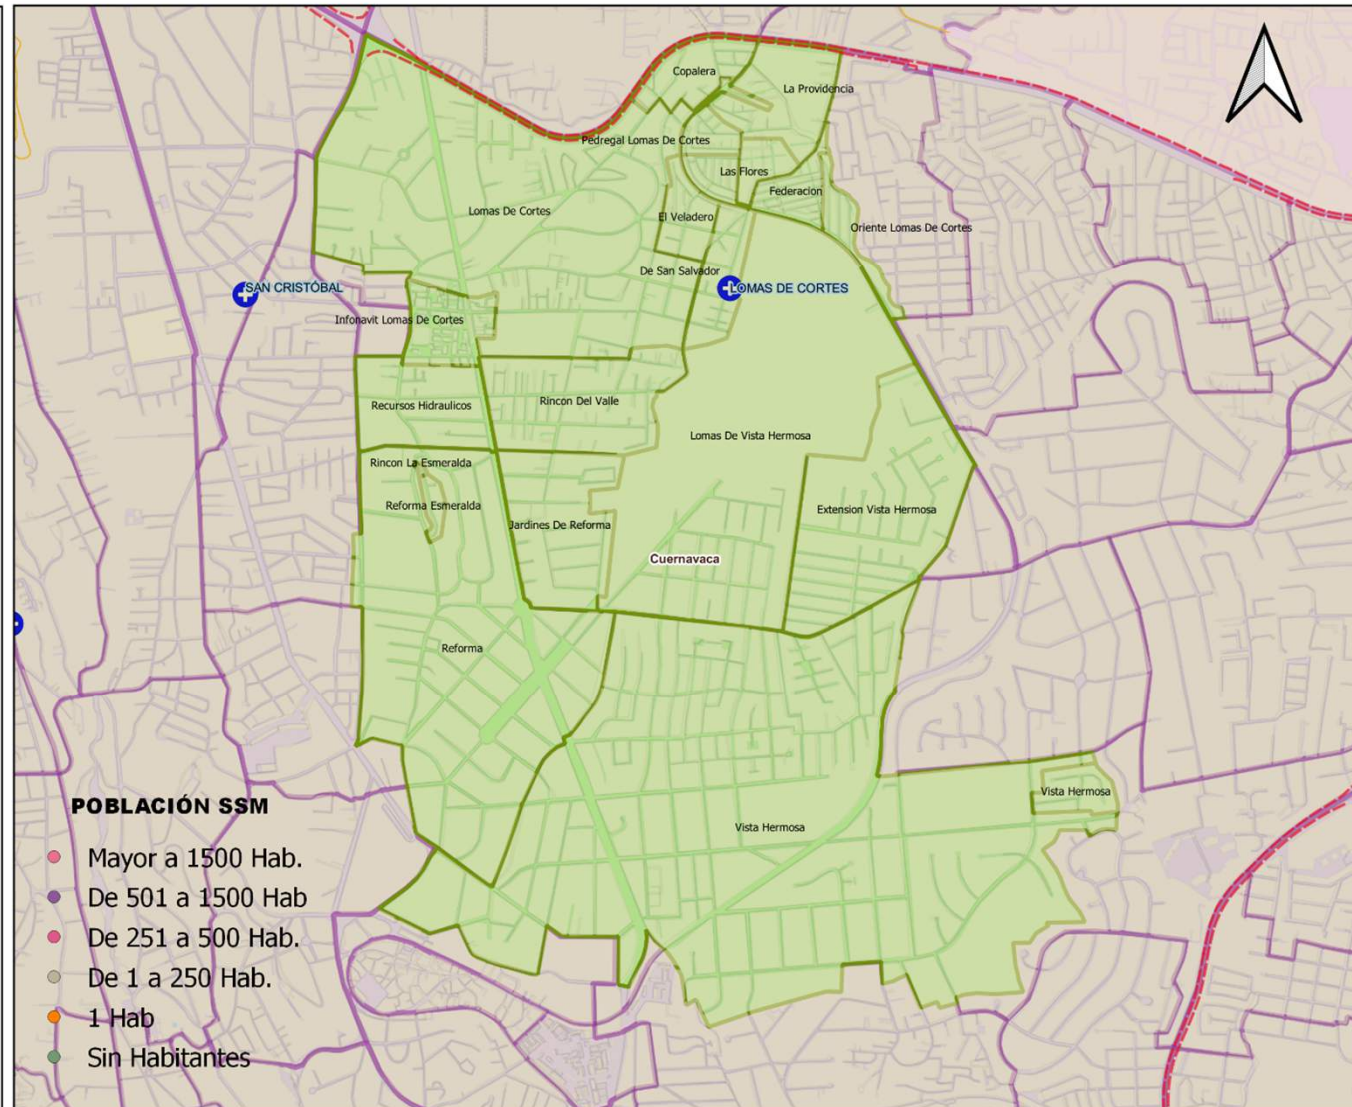 Copalera
La Providencia
Pedregal Lomas De Cortes
Las Flores
Federacion
Lomas De Cortes
El Veladero
Oriente Lomas De Cortes
De San Salvador
SAN CRISTÓBAL
LOMAS DE CORTES
Infonavit Lomas De Cortes
Rincon Del Valle
Recursos Hidraulicos
Lomas De Vista Hermosa
Rincon La Esmeralda
Reforma Esmeralda
Extension Vista Hermosa
Jardines De Reforma
Cuernavaca
Reforma
Vista Hermosa
Vista Hermosa
POBLACIÓN SSM
Mayor a 1500 Hab.
De 501 a 1500 Hab
De 251 a 500 Hab.
De 1 a 250 Hab.
1 Hab
Sin Habitantes